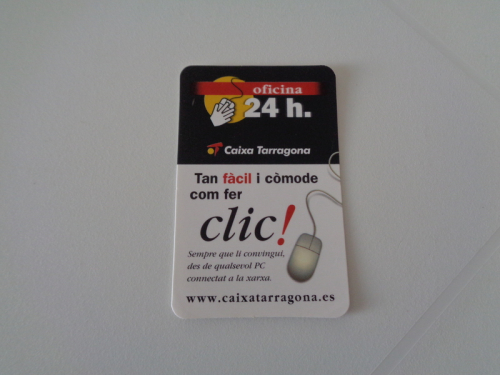 oficina
24 h.
Caixa Tarragona
Tan fàcil i còmode
com fer
clic!
Sempre que li convingui,
des de qualsevol PC
connectat a la xarxa.
www.caixatarragona.es